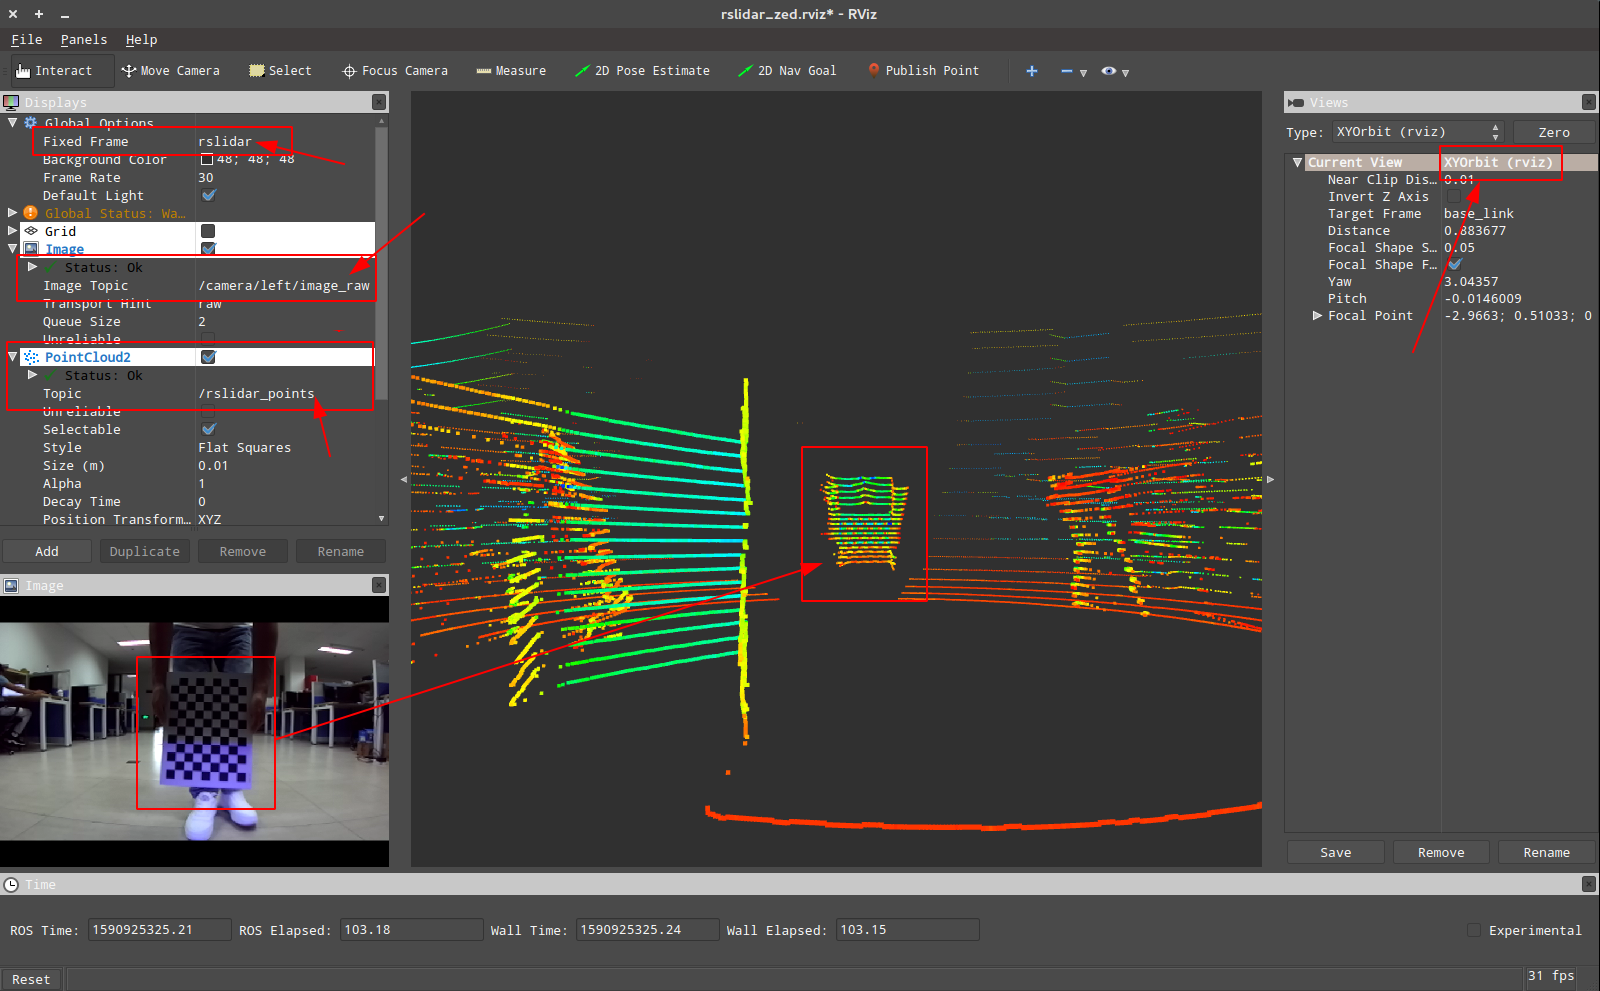 rslidar_zed.rviz* - RViz
File Panels Help
Interact Move Camera Select Focus Camera Measure 2D Pose Estimate 2D Nav Goal Publish Point
Displays
Global Options
Fixed Frame rslidar
Background Color 48; 48; 48
Frame Rate 30
Default Light
Global Status: Wa...
Grid
Image
Status: Ok
Image Topic /camera/left/image_raw
Transport Hint raw
Queue Size 2
Unreliable
PointCloud2
Status: Ok
Topic /rslidar_points
Unreliable
Selectable
Style Flat Squares
Size (m) 0.01
Alpha 1
Decay Time 0
Position Transform... XYZ
Add Duplicate Remove Rename
Image
Views
Type: XYOrbit (rviz) Zero
Current View XYOrbit (rviz)
Near Clip Dis... 0.01
Invert Z Axis
Target Frame base_link
Distance 0.883677
Focal Shape S... 0.05
Focal Shape F...
Yaw 3.04357
Pitch -0.0146009
Focal Point -2.9663; 0.51033; 0
Save Remove Rename
Time
ROS Time: 1590925325.21 ROS Elapsed: 103.18 Wall Time: 1590925325.24 Wall Elapsed: 103.15 Experimental
Reset 31 fps